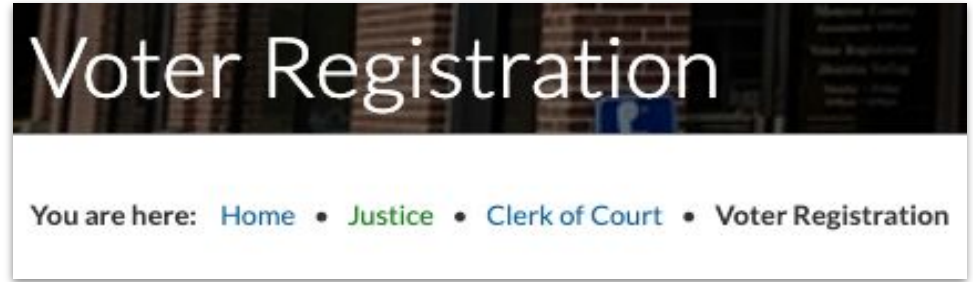 Voter Registration
You are here: Home • Justice • Clerk of Court • Voter Registration